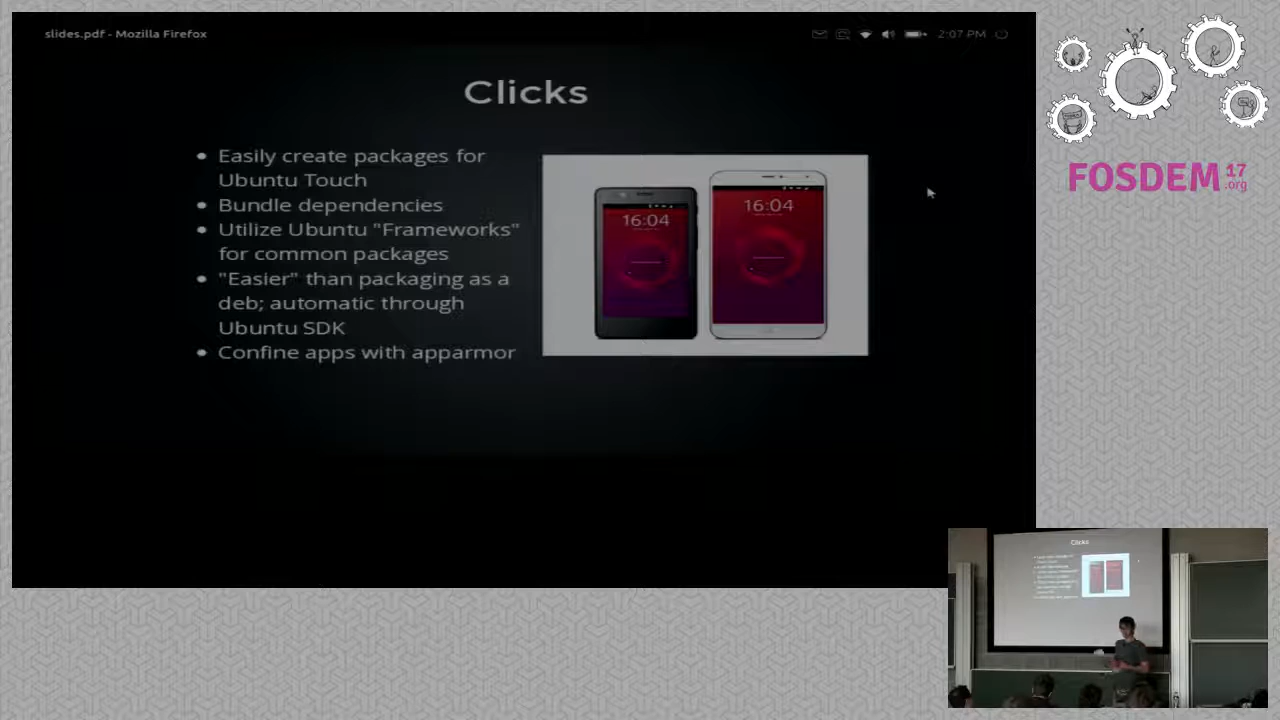 slides.pdf - Mozilla Firefox
2:07 PM
Clicks
• Easily create packages for
Ubuntu Touch
• Bundle dependencies
• Utilize Ubuntu "Frameworks"
for common packages
• "Easier" than packaging as a
deb; automatic through
Ubuntu SDK
• Confine apps with apparmor
16:04
16:04
FOSDEM 17
.org
Clicks